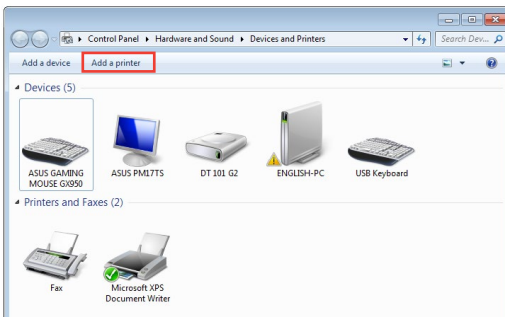 Control Panel ▸ Hardware and Sound ▸ Devices and Printers
Search Dev...
Add a device
Add a printer
Devices (5)
ASUS GAMING
MOUSE GX950
ASUS PM17TS
DT 101 G2
ENGLISH-PC
USB Keyboard
Printers and Faxes (2)
Fax
Microsoft XPS
Document Writer